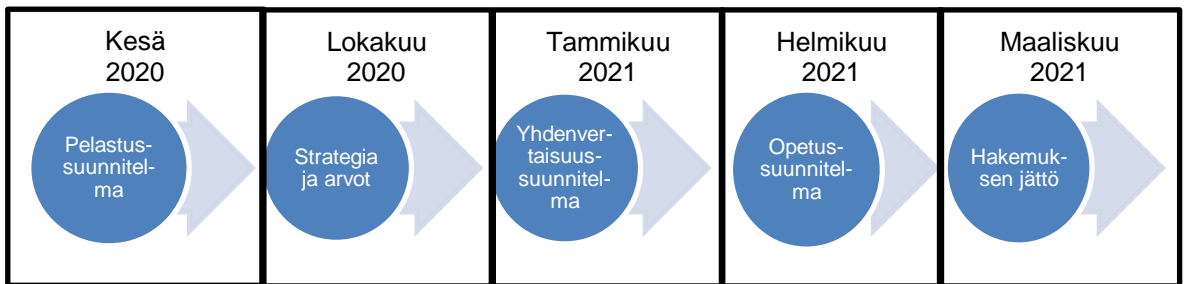 Kesä
2020
Pelastus-
suunnitel-
ma
Lokakuu
2020
Strategia
ja arvot
Tammikuu
2021
Yhdenver-
taisuus-
suunnitel-
ma
Helmikuu
2021
Opetus-
suunnitel-
ma
Maaliskuu
2021
Hakemuk-
sen jättö